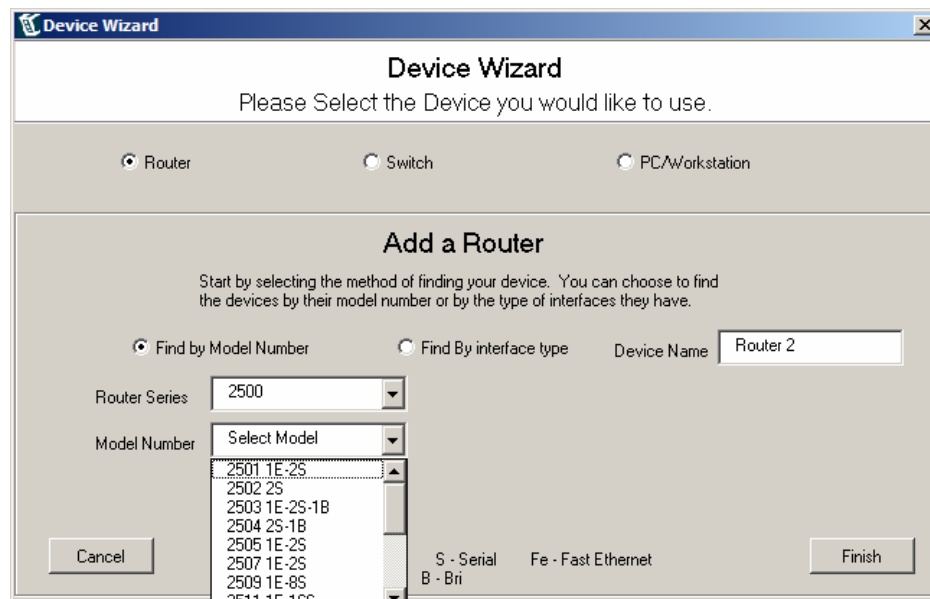 Device Wizard
Device Wizard
Please Select the Device you would like to use.
Router
Switch
PC/Workstation
Add a Router
Start by selecting the method of finding your device. You can choose to find
the devices by their model number or by the type of interfaces they have.
Find by Model Number
Find By interface type
Device Name
Router 2
Router Series
2500
Model Number
Select Model
2501 1E-2S
2502 2S
2503 1E-2S-1B
2504 2S-1B
2505 1E-2S
2507 1E-2S
2509 1E-8S
2511 1E-16S
Cancel
S - Serial
Fe - Fast Ethernet
B - Bri
Finish